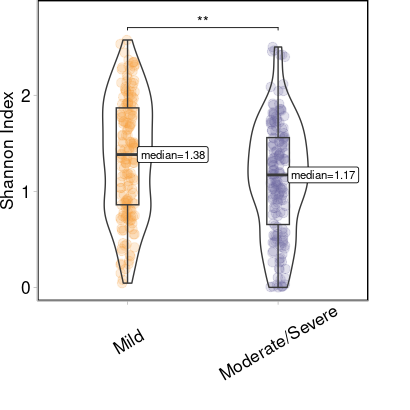 **
2
median=1.38
median=1.17
1
0
Shannon Index
Mild
Moderate/Severe